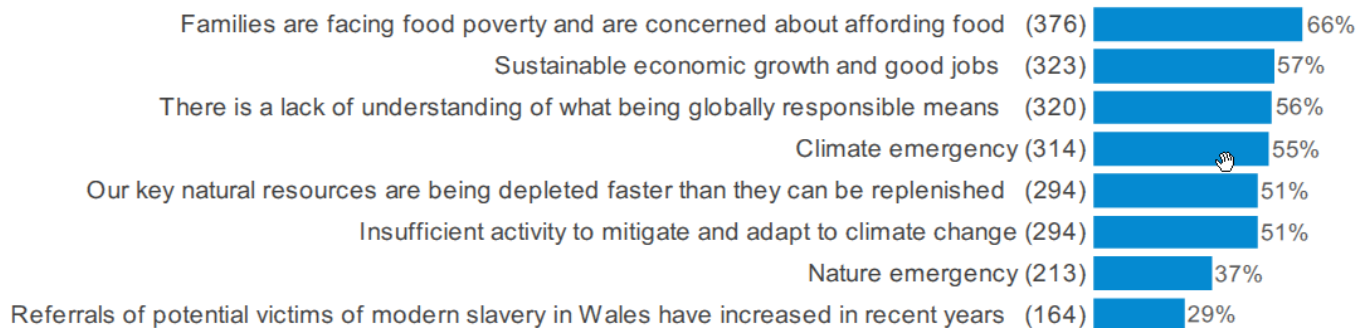 Families are facing food poverty and are concerned about affording food (376) 66%
Sustainable economic growth and good jobs (323) 57%
There is a lack of understanding of what being globally responsible means (320) 56%
Climate emergency (314) 55%
Our key natural resources are being depleted faster than they can be replenished (294) 51%
Insufficient activity to mitigate and adapt to climate change (294) 51%
Nature emergency (213) 37%
Referrals of potential victims of modern slavery in Wales have increased in recent years (164) 29%